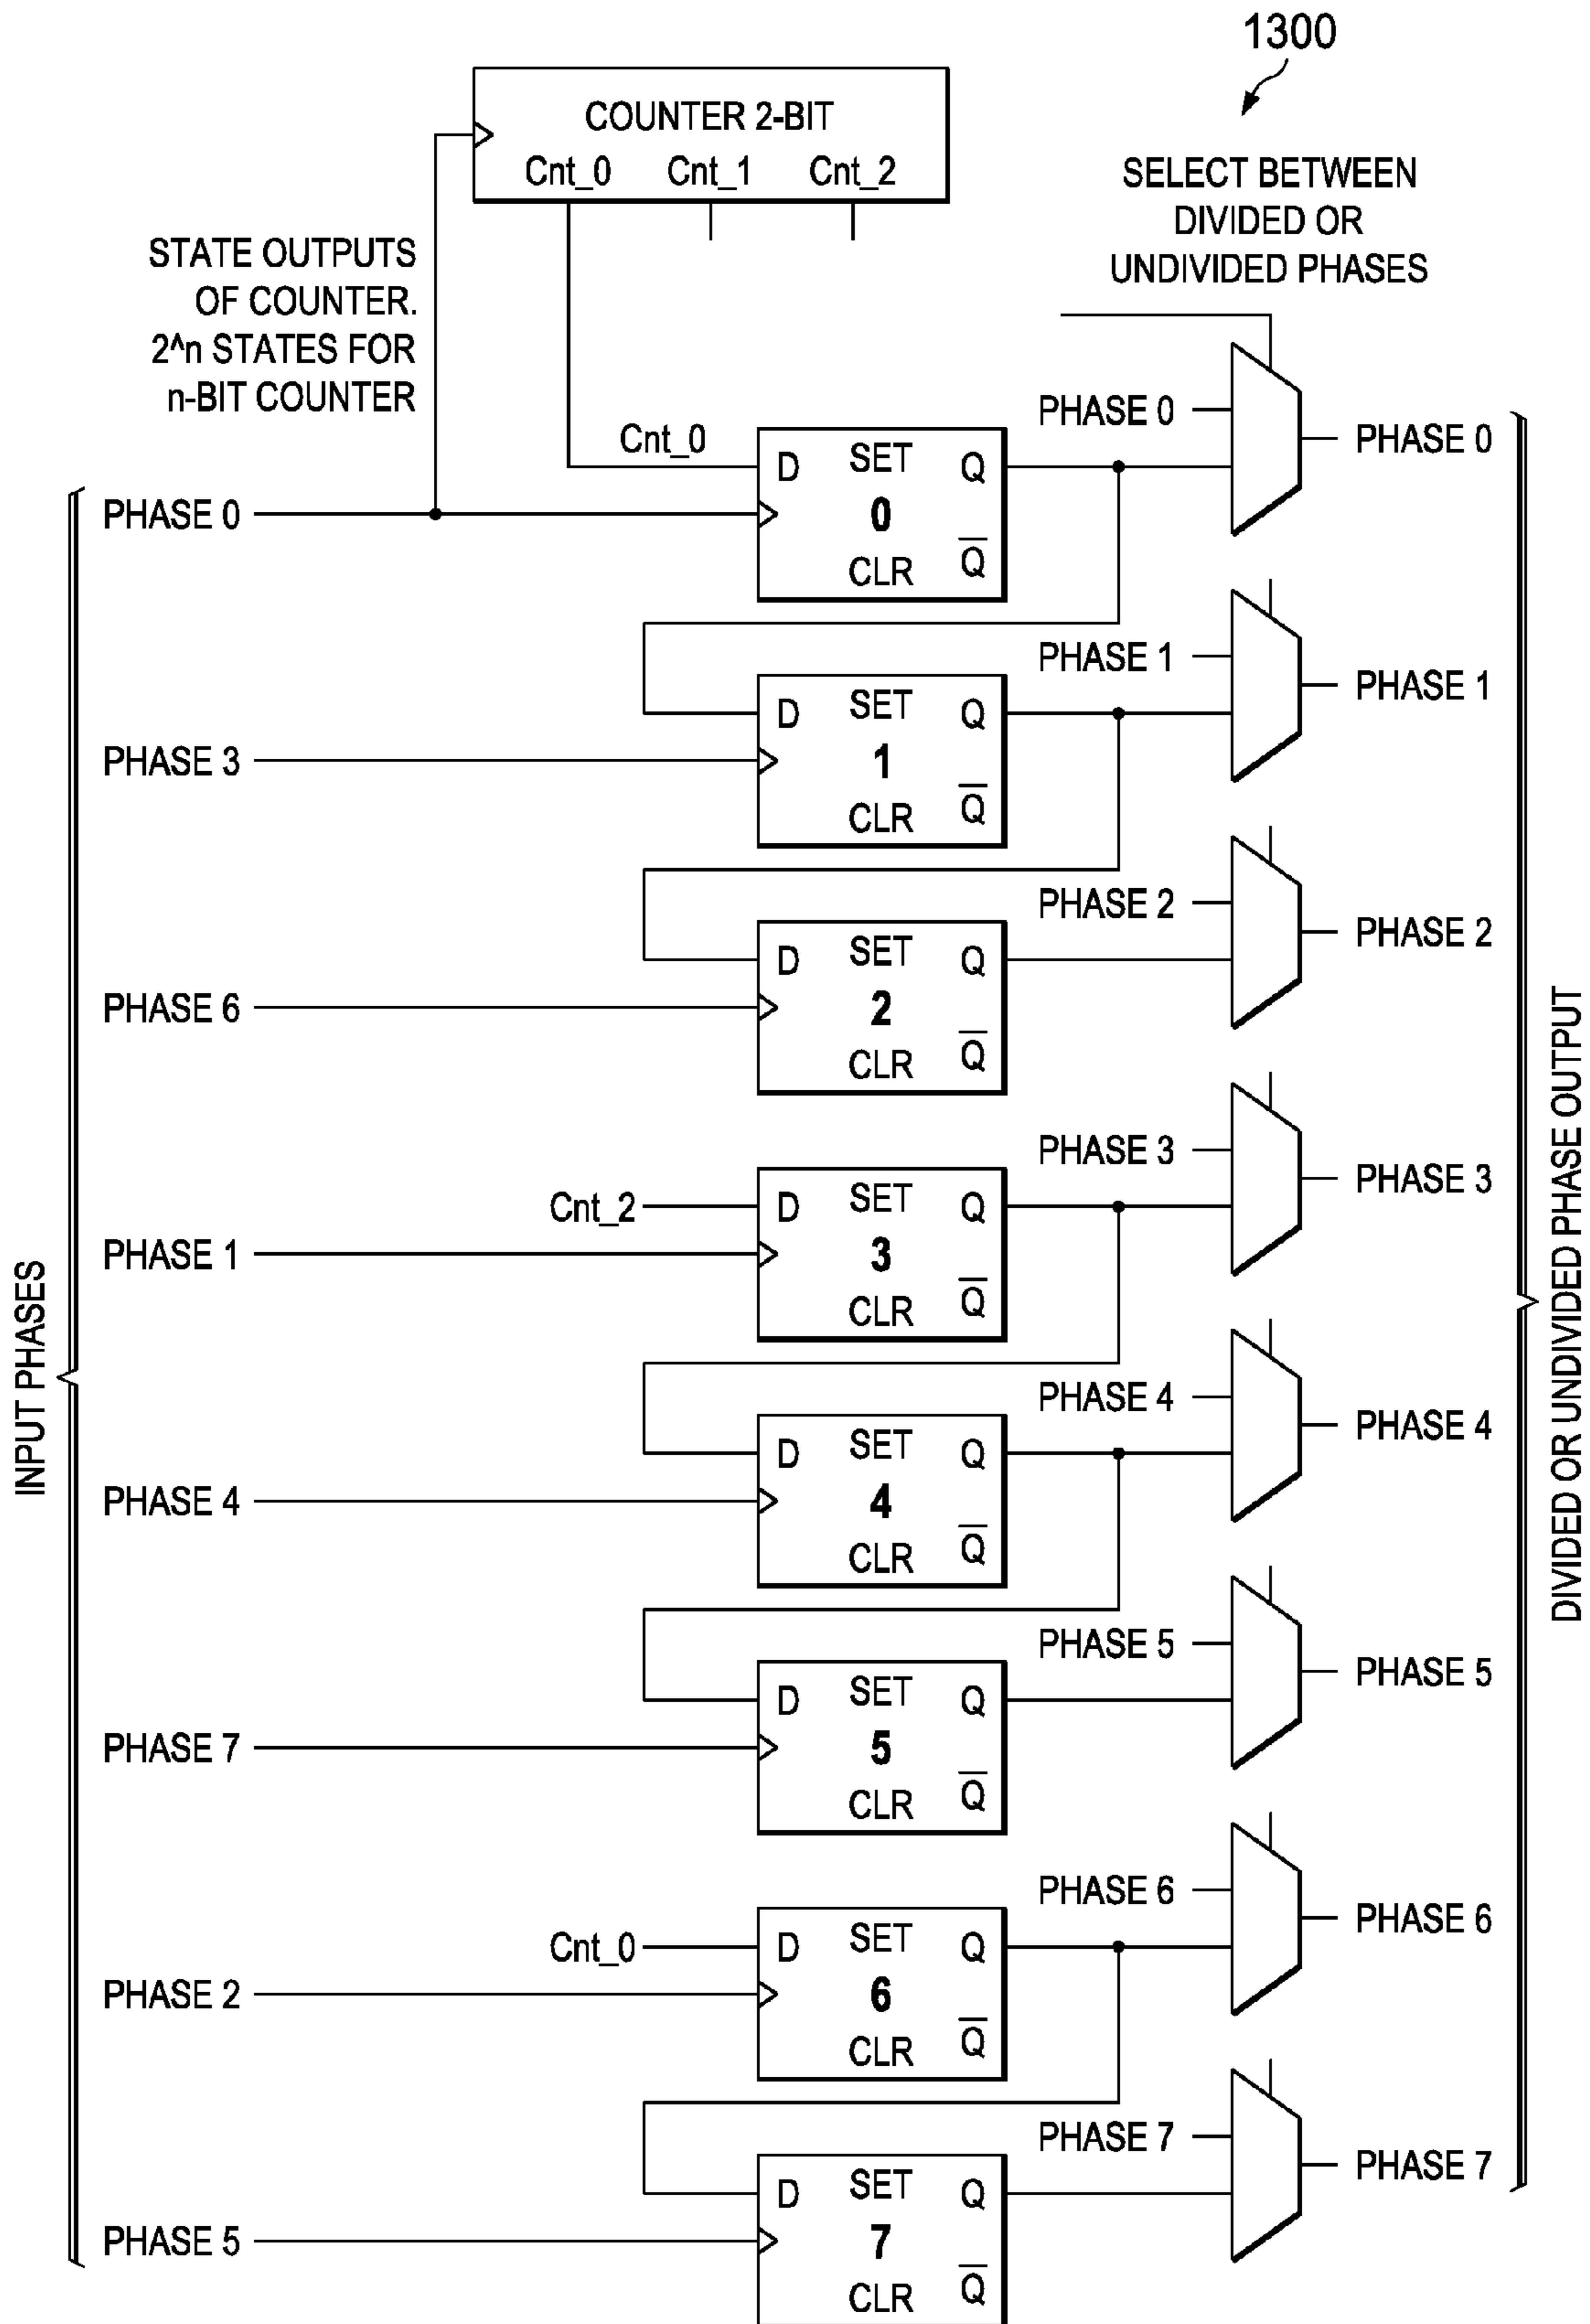 1300
COUNTER 2-BIT
Cnt_0 Cnt_1 Cnt_2
SELECT BETWEEN
DIVIDED OR
UNDIVIDED PHASES
STATE OUTPUTS
OF COUNTER.
2^n STATES FOR
n-BIT COUNTER
INPUT PHASES
DIVIDED OR UNDIVIDED PHASE OUTPUT
PHASE 0
Cnt_0
D SET Q
0
CLR Q̅
PHASE 0
PHASE 0
PHASE 3
D SET Q
1
CLR Q̅
PHASE 1
PHASE 1
PHASE 6
D SET Q
2
CLR Q̅
PHASE 2
PHASE 2
PHASE 1
Cnt_2
D SET Q
3
CLR Q̅
PHASE 3
PHASE 3
PHASE 4
D SET Q
4
CLR Q̅
PHASE 4
PHASE 4
PHASE 7
D SET Q
5
CLR Q̅
PHASE 5
PHASE 5
PHASE 2
Cnt_0
D SET Q
6
CLR Q̅
PHASE 6
PHASE 6
PHASE 5
D SET Q
7
CLR Q̅
PHASE 7
PHASE 7